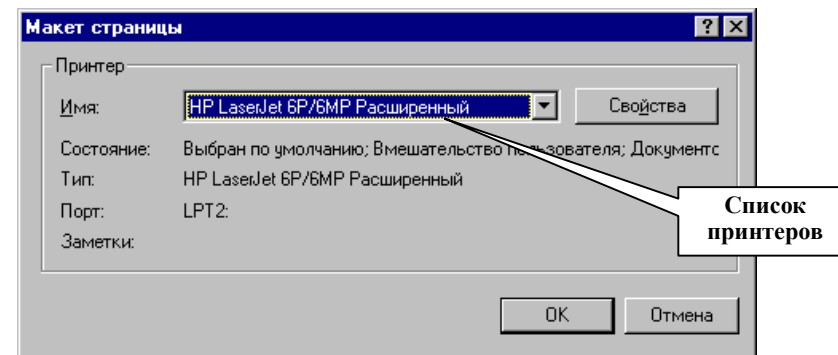 Макет страницы
Принтер
Имя: HP LaserJet 6P/6MP Расширенный Свойства
Состояние: Выбран по умолчанию; Вмешательство пользователя; Документс
Тип: HP LaserJet 6P/6MP Расширенный
Порт: LPT2:
Заметки:
Список
принтеров
OK Отмена